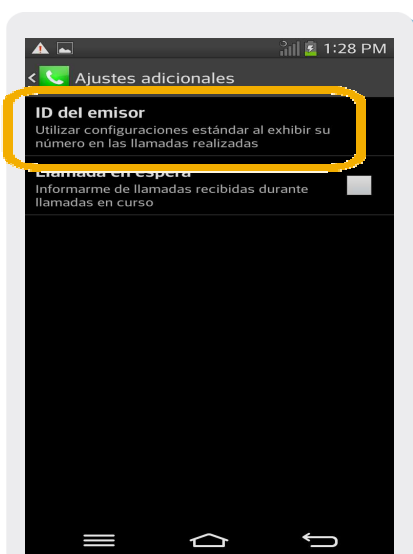 1:28 PM
Ajustes adicionales
ID del emisor
Utilizar configuraciones estándar al exhibir su
número en las llamadas realizadas
Llamada en espera
Informarme de llamadas recibidas durante
llamadas en curso